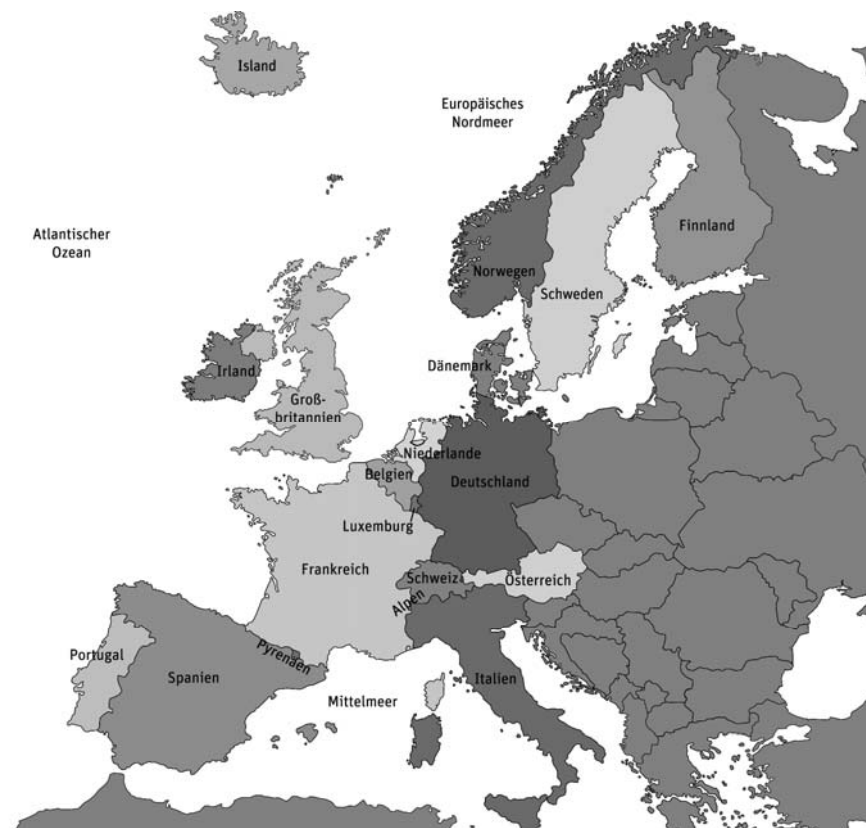 Island
Europäisches
Nordmeer
Atlantischer
Ozean
Finnland
Norwegen
Schweden
Dänemark
Irland
Groß-
britannien
Niederlande
Belgien
Deutschland
Luxemburg
Frankreich
Schweiz
Österreich
Alpen
Pyrenäen
Portugal
Spanien
Italien
Mittelmeer